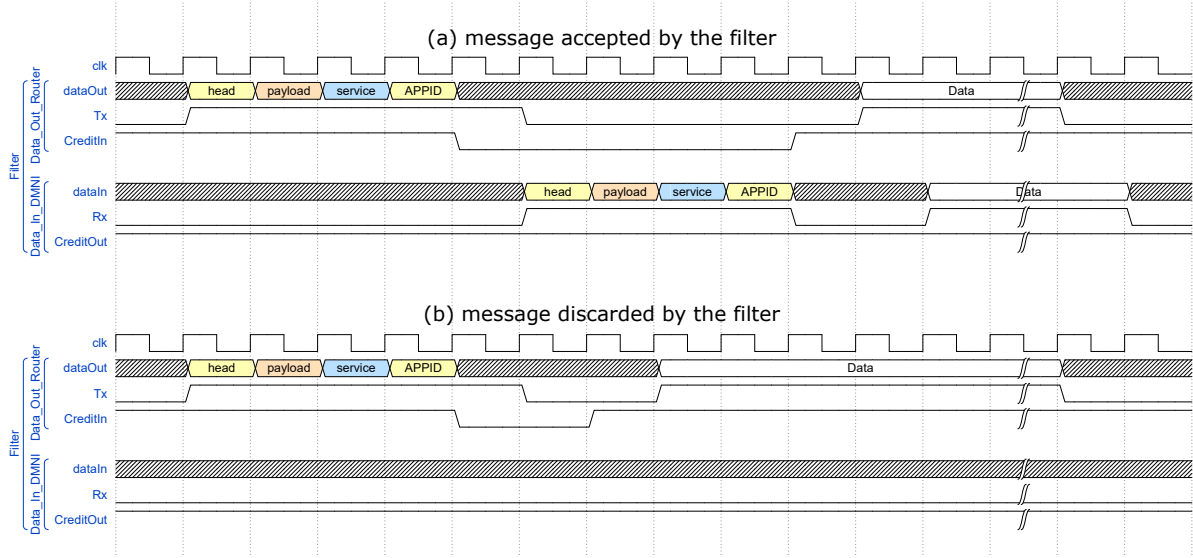 (a) message accepted by the filter
clk
Filter
Data_Out_Router
dataOut head payload service APPID Data
Tx
CreditIn
Data_In_DMNI
dataIn head payload service APPID Data
Rx
CreditOut
(b) message discarded by the filter
clk
Filter
Data_Out_Router
dataOut head payload service APPID Data
Tx
CreditIn
Data_In_DMNI
dataIn
Rx
CreditOut